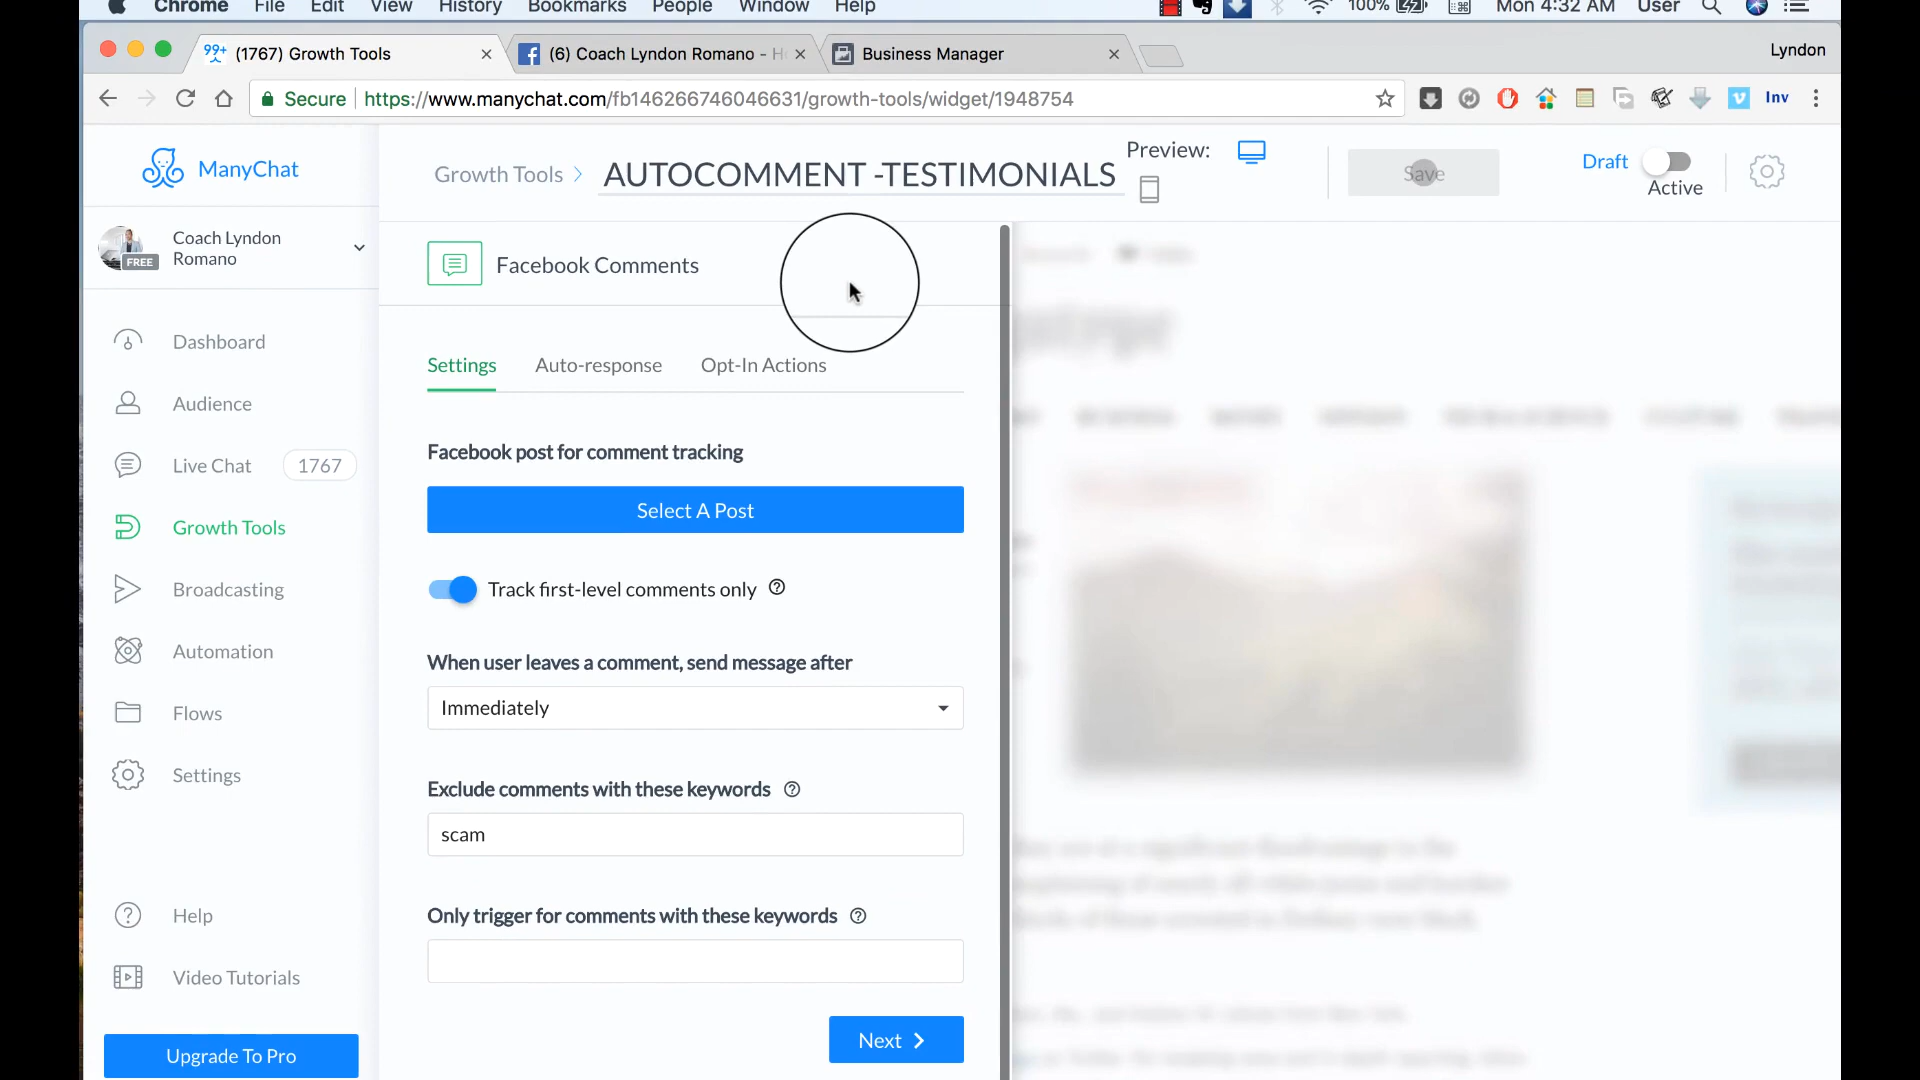 Chrome File Edit View History Bookmarks People Window Help 100% Mon 4:32 AM User
99+ (1767) Growth Tools (6) Coach Lyndon Romano - H Business Manager Lyndon
Secure https://www.manychat.com/fb146266746046631/growth-tools/widget/1948754 Inv
ManyChat
Growth Tools > AUTOCOMMENT -TESTIMONIALS
Preview:
Save
Draft
Active
Coach Lyndon
Romano
FREE
Facebook Comments
Dashboard
Audience
Live Chat 1767
Growth Tools
Broadcasting
Automation
Flows
Settings
Help
Video Tutorials
Upgrade To Pro
Settings Auto-response Opt-In Actions
Facebook post for comment tracking
Select A Post
Track first-level comments only
When user leaves a comment, send message after
Immediately
Exclude comments with these keywords
scam
Only trigger for comments with these keywords
Next